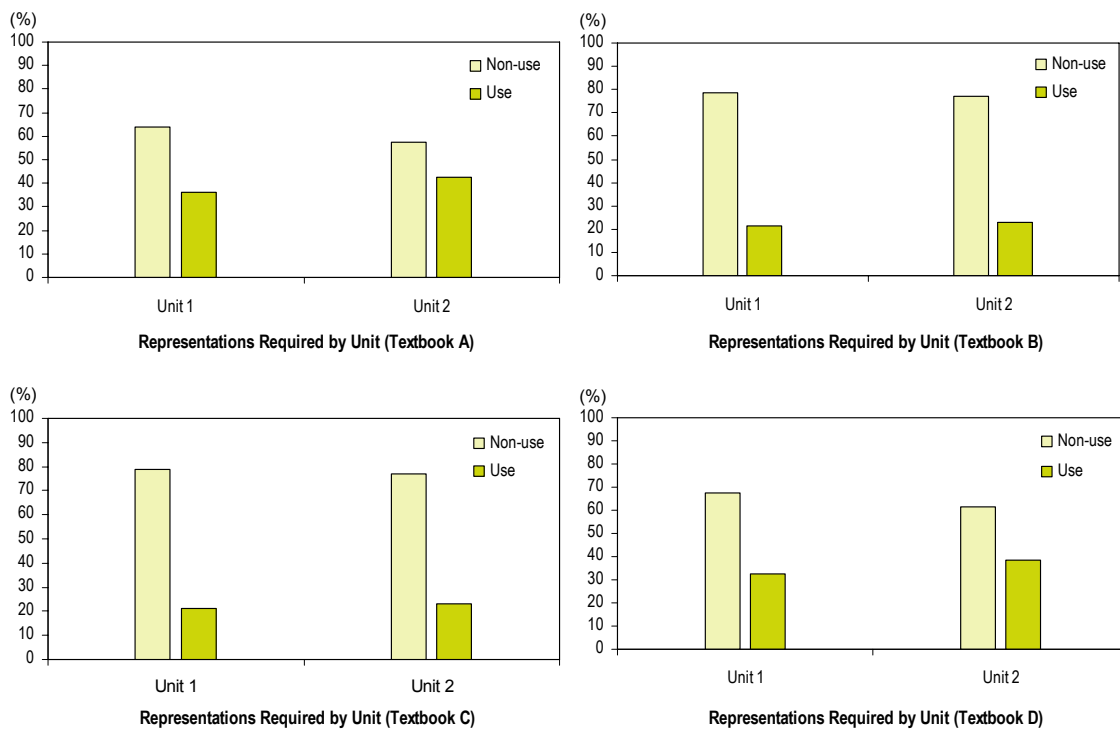 (%)
100
90
80
70
60
50
40
30
20
10
0
Non-use
Use
Unit 1
Unit 2
Representations Required by Unit (Textbook A)
(%)
100
90
80
70
60
50
40
30
20
10
0
Non-use
Use
Unit 1
Unit 2
Representations Required by Unit (Textbook B)
(%)
100
90
80
70
60
50
40
30
20
10
0
Non-use
Use
Unit 1
Unit 2
Representations Required by Unit (Textbook C)
(%)
100
90
80
70
60
50
40
30
20
10
0
Non-use
Use
Unit 1
Unit 2
Representations Required by Unit (Textbook D)